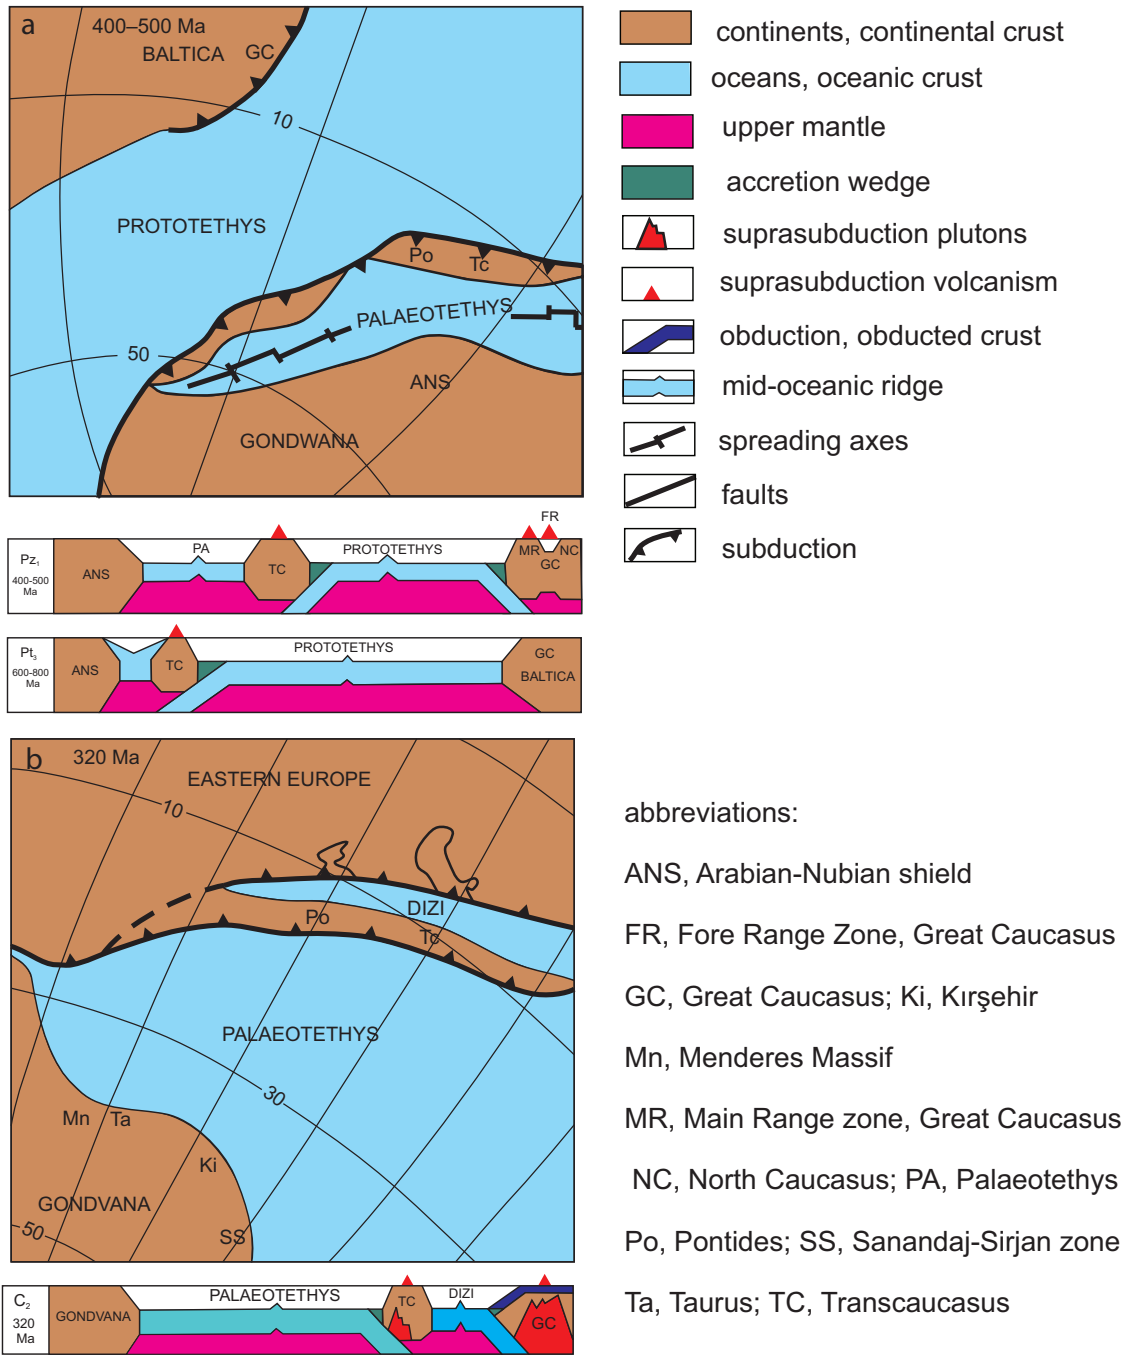 a
400–500 Ma
BALTICA GC
10
PROTOTETHYS
Po
Tc
PALAEOTETHYS
50
ANS
GONDWANA
continents, continental crust
oceans, oceanic crust
upper mantle
accretion wedge
suprasubduction plutons
suprasubduction volcanism
obduction, obducted crust
mid-oceanic ridge
spreading axes
faults
subduction
FR
Pz1
400-500
Ma
ANS
PA
TC
PROTOTETHYS
MR
NC
GC
Pt3
600-800
Ma
ANS
TC
PROTOTETHYS
GC
BALTICA
b
320 Ma
EASTERN EUROPE
10
DIZI
Po
Tc
PALAEOTETHYS
30
Mn
Ta
Ki
GONDVANA
50
SS
C2
320
Ma
GONDVANA
PALAEOTETHYS
TC
DIZI
GC
abbreviations:
ANS, Arabian-Nubian shield
FR, Fore Range Zone, Great Caucasus
GC, Great Caucasus; Ki, Kırşehir
Mn, Menderes Massif
MR, Main Range zone, Great Caucasus
NC, North Caucasus; PA, Palaeotethys
Po, Pontides; SS, Sanandaj-Sirjan zone
Ta, Taurus; TC, Transcaucasus